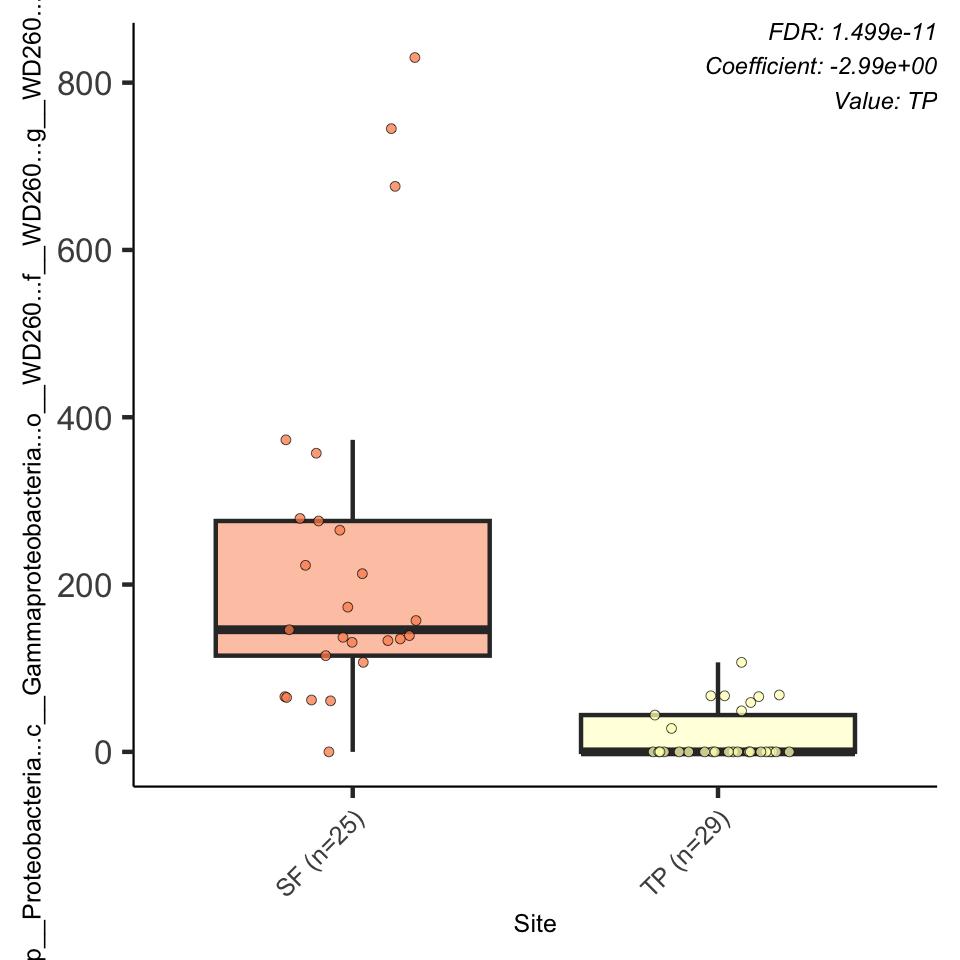 FDR: 1.499e-11
Coefficient: -2.99e+00
Value: TP
p__Proteobacteria...c__Gammaproteobacteria...o__WD260...f__WD260...g__WD260...
800
600
400
200
0
SF (n=25)
TP (n=29)
Site